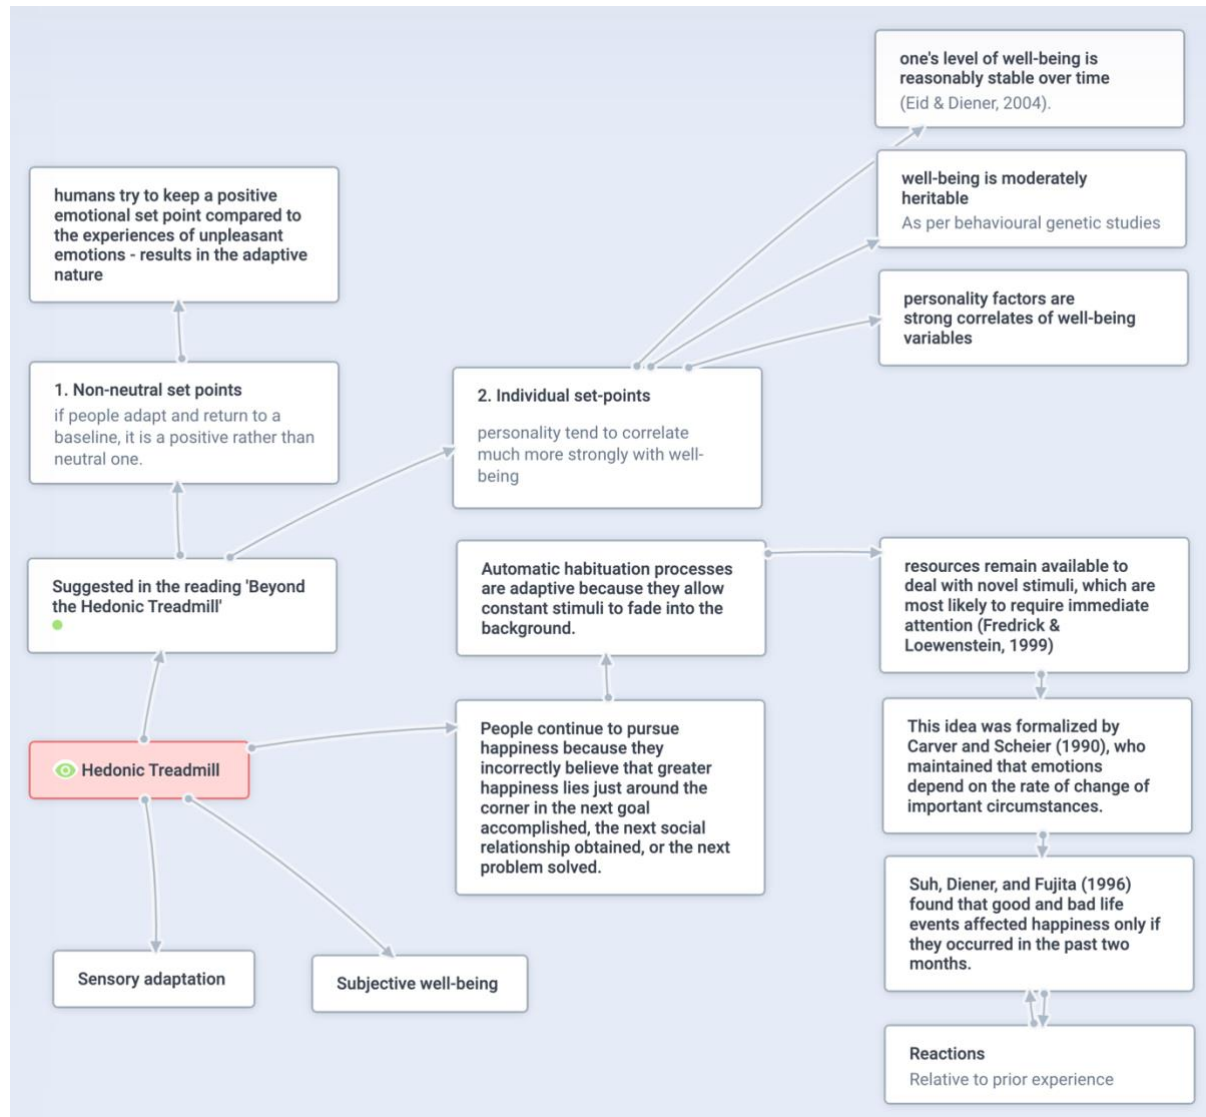 one's level of well-being is
reasonably stable over time
(Eid & Diener, 2004).
well-being is moderately
heritable
As per behavioural genetic studies
personality factors are
strong correlates of well-being
variables
humans try to keep a positive
emotional set point compared to
the experiences of unpleasant
emotions - results in the adaptive
nature
1. Non-neutral set points
if people adapt and return to a
baseline, it is a positive rather than
neutral one.
2. Individual set-points
personality tend to correlate
much more strongly with well-
being
Suggested in the reading 'Beyond
the Hedonic Treadmill'
Automatic habituation processes
are adaptive because they allow
constant stimuli to fade into the
background.
resources remain available to
deal with novel stimuli, which are
most likely to require immediate
attention (Fredrick &
Loewenstein, 1999)
Hedonic Treadmill
People continue to pursue
happiness because they
incorrectly believe that greater
happiness lies just around the
corner in the next goal
accomplished, the next social
relationship obtained, or the next
problem solved.
This idea was formalized by
Carver and Scheier (1990), who
maintained that emotions
depend on the rate of change of
important circumstances.
Suh, Diener, and Fujita (1996)
found that good and bad life
events affected happiness only if
they occurred in the past two
months.
Sensory adaptation
Subjective well-being
Reactions
Relative to prior experience